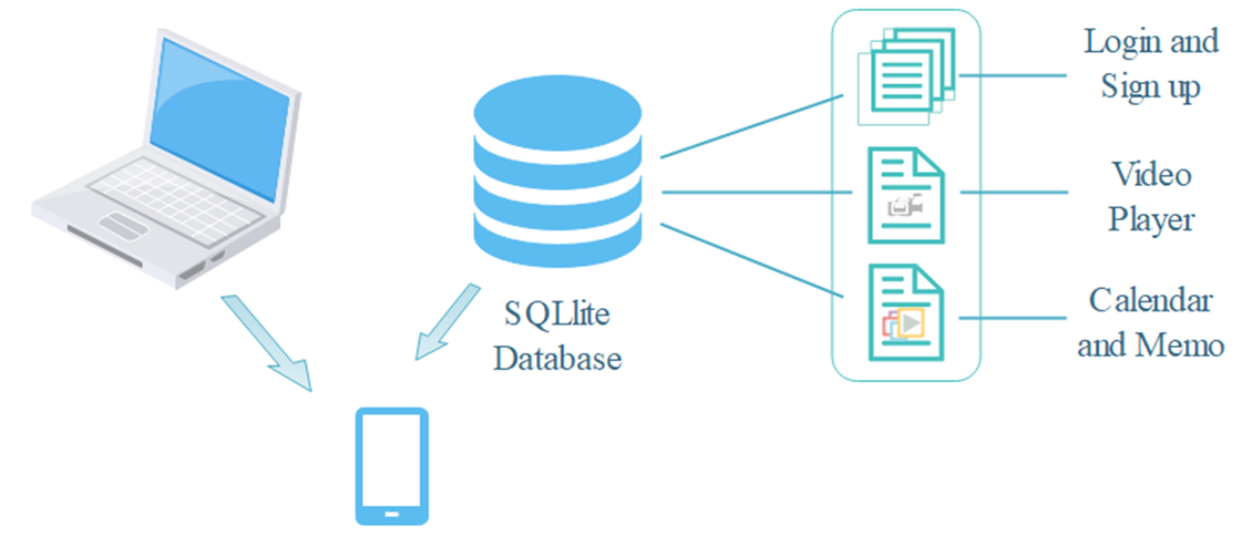 Login and
Sign up
Video
Player
SQLlite
Database
Calendar
and Memo